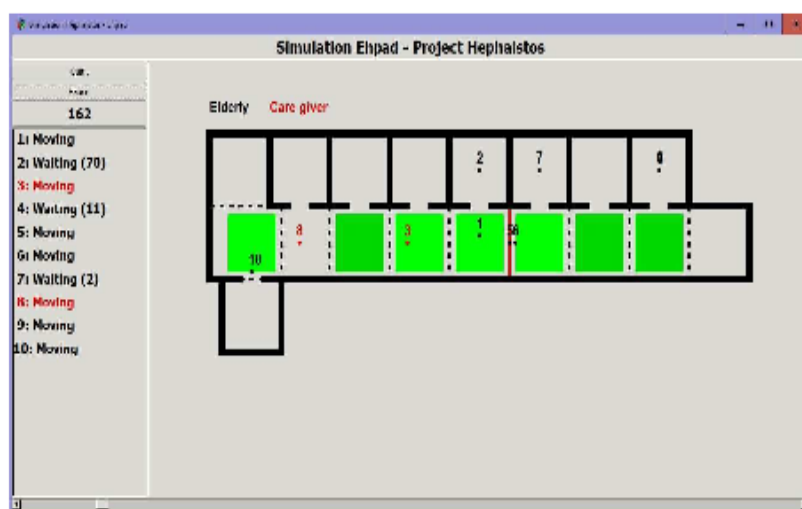 Simulation Ehpad - Project Hephaistos
162
Elderly Care giver
1: Moving
2: Waiting (70)
3: Moving
4: Waiting (11)
5: Moving
6: Moving
7: Waiting (2)
8: Moving
9: Moving
10: Moving
2 7
8 3 1 56
10